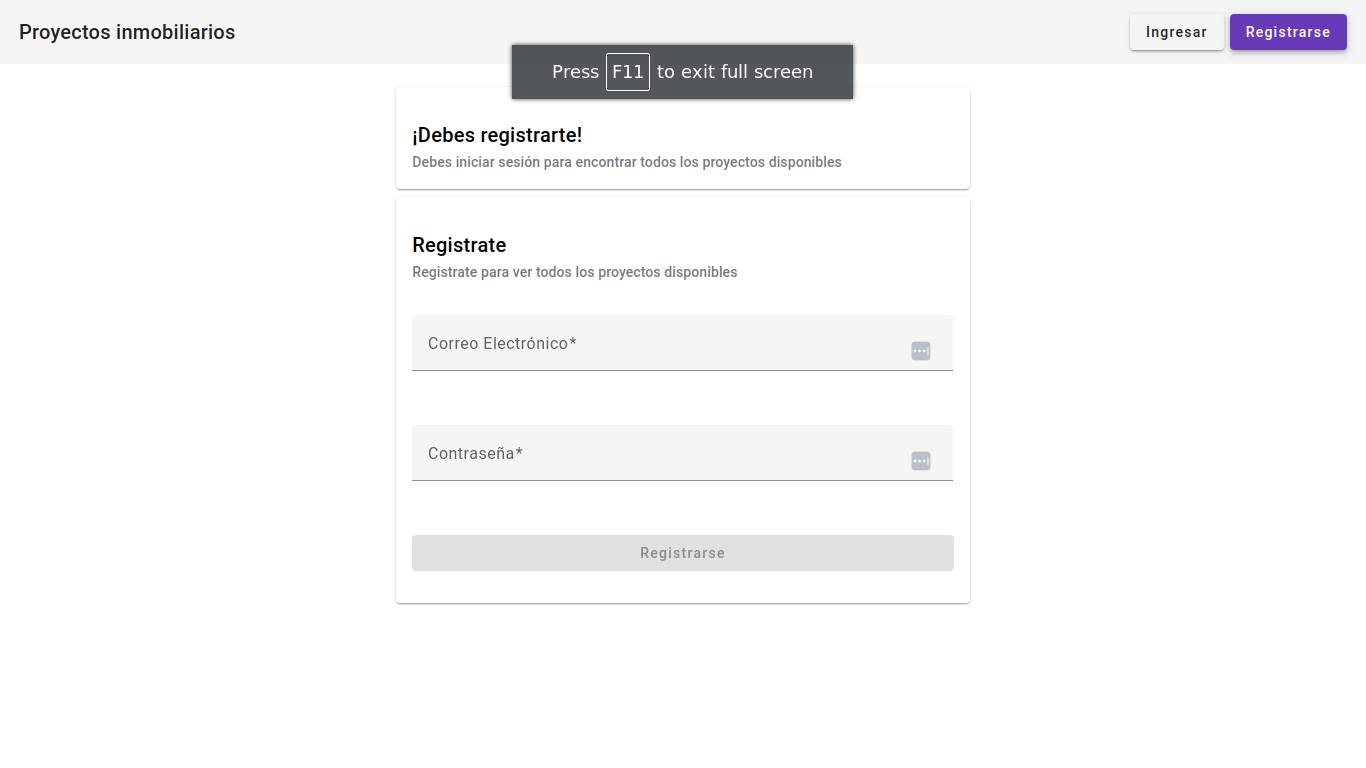 Proyectos inmobiliarios
Ingresar
Registrarse
Press F11 to exit full screen
¡Debes registrarte!
Debes iniciar sesión para encontrar todos los proyectos disponibles
Registrate
Registrate para ver todos los proyectos disponibles
Correo Electrónico*
Contraseña*
Registrarse